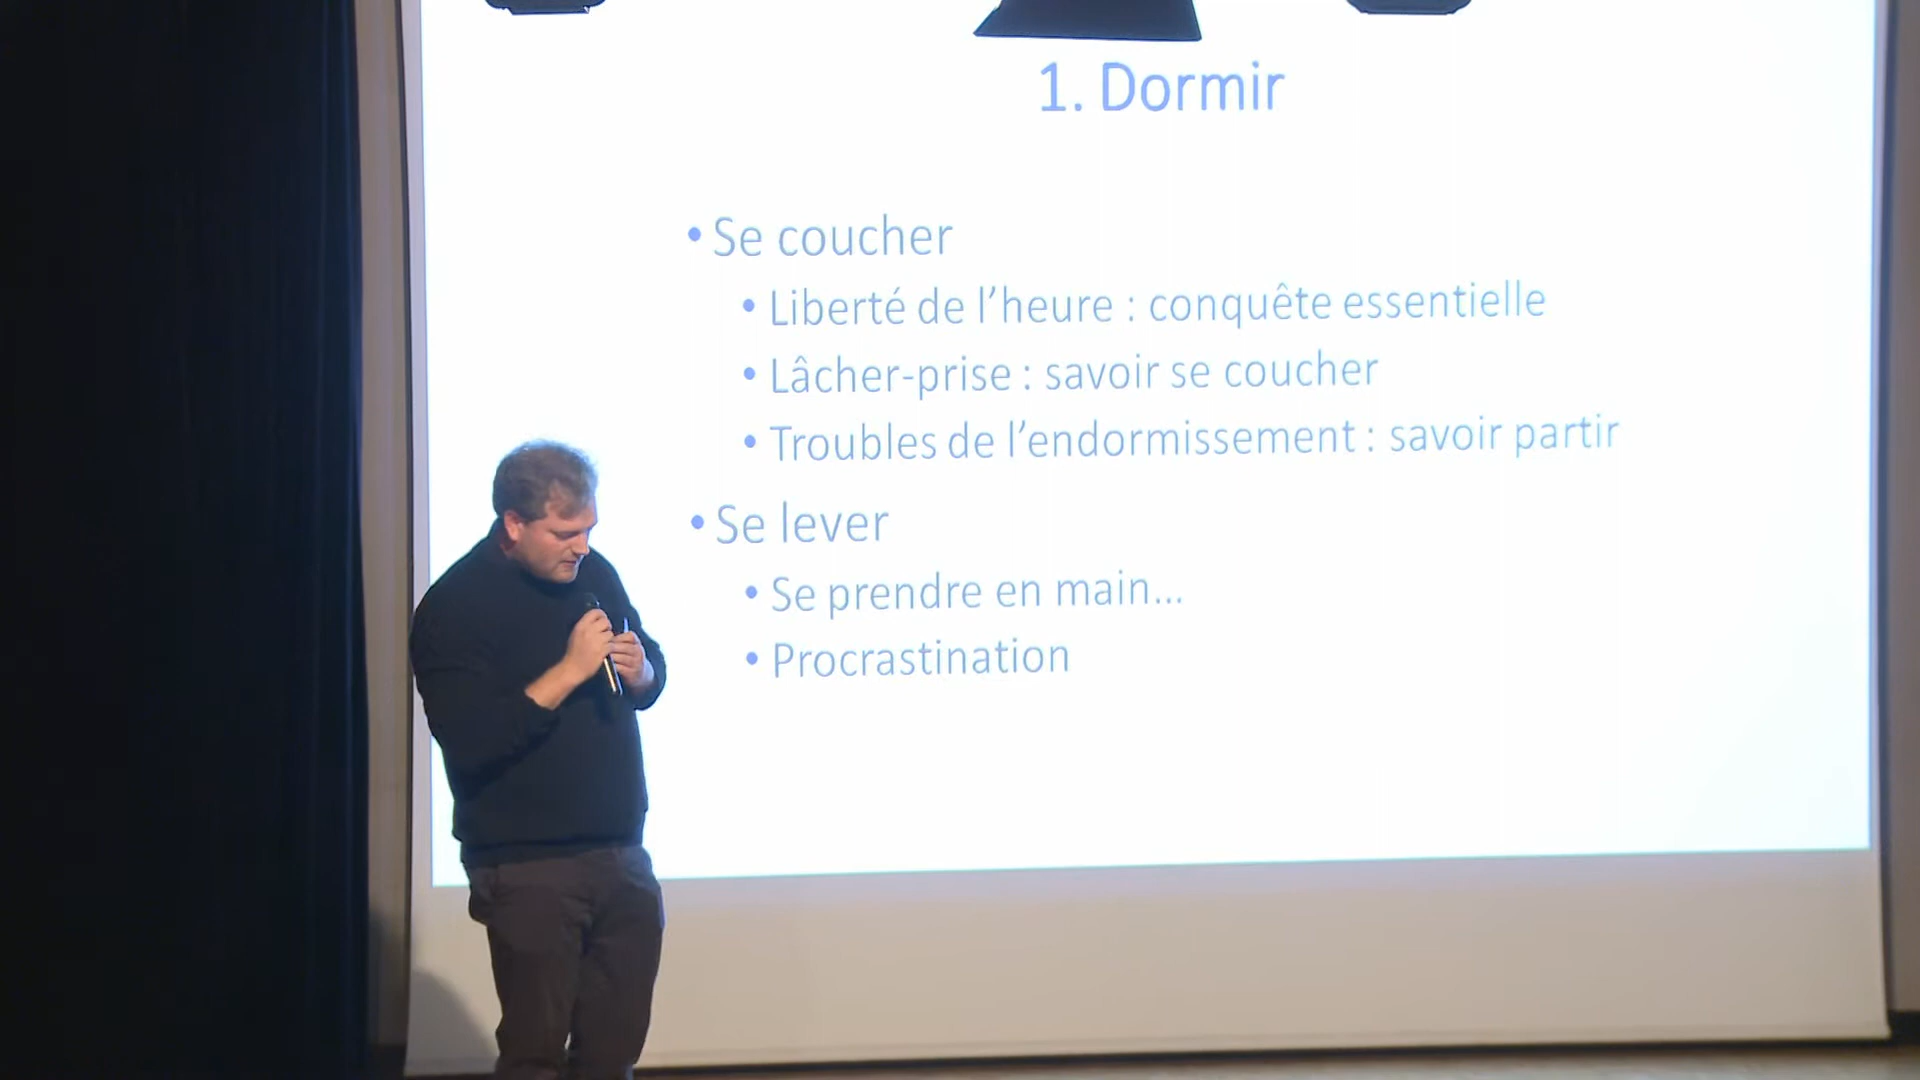 1. Dormir
• Se coucher
• Liberté de l’heure : conquête essentielle
• Lâcher-prise : savoir se coucher
• Troubles de l’endormissement : savoir partir
• Se lever
• Se prendre en main...
• Procrastination